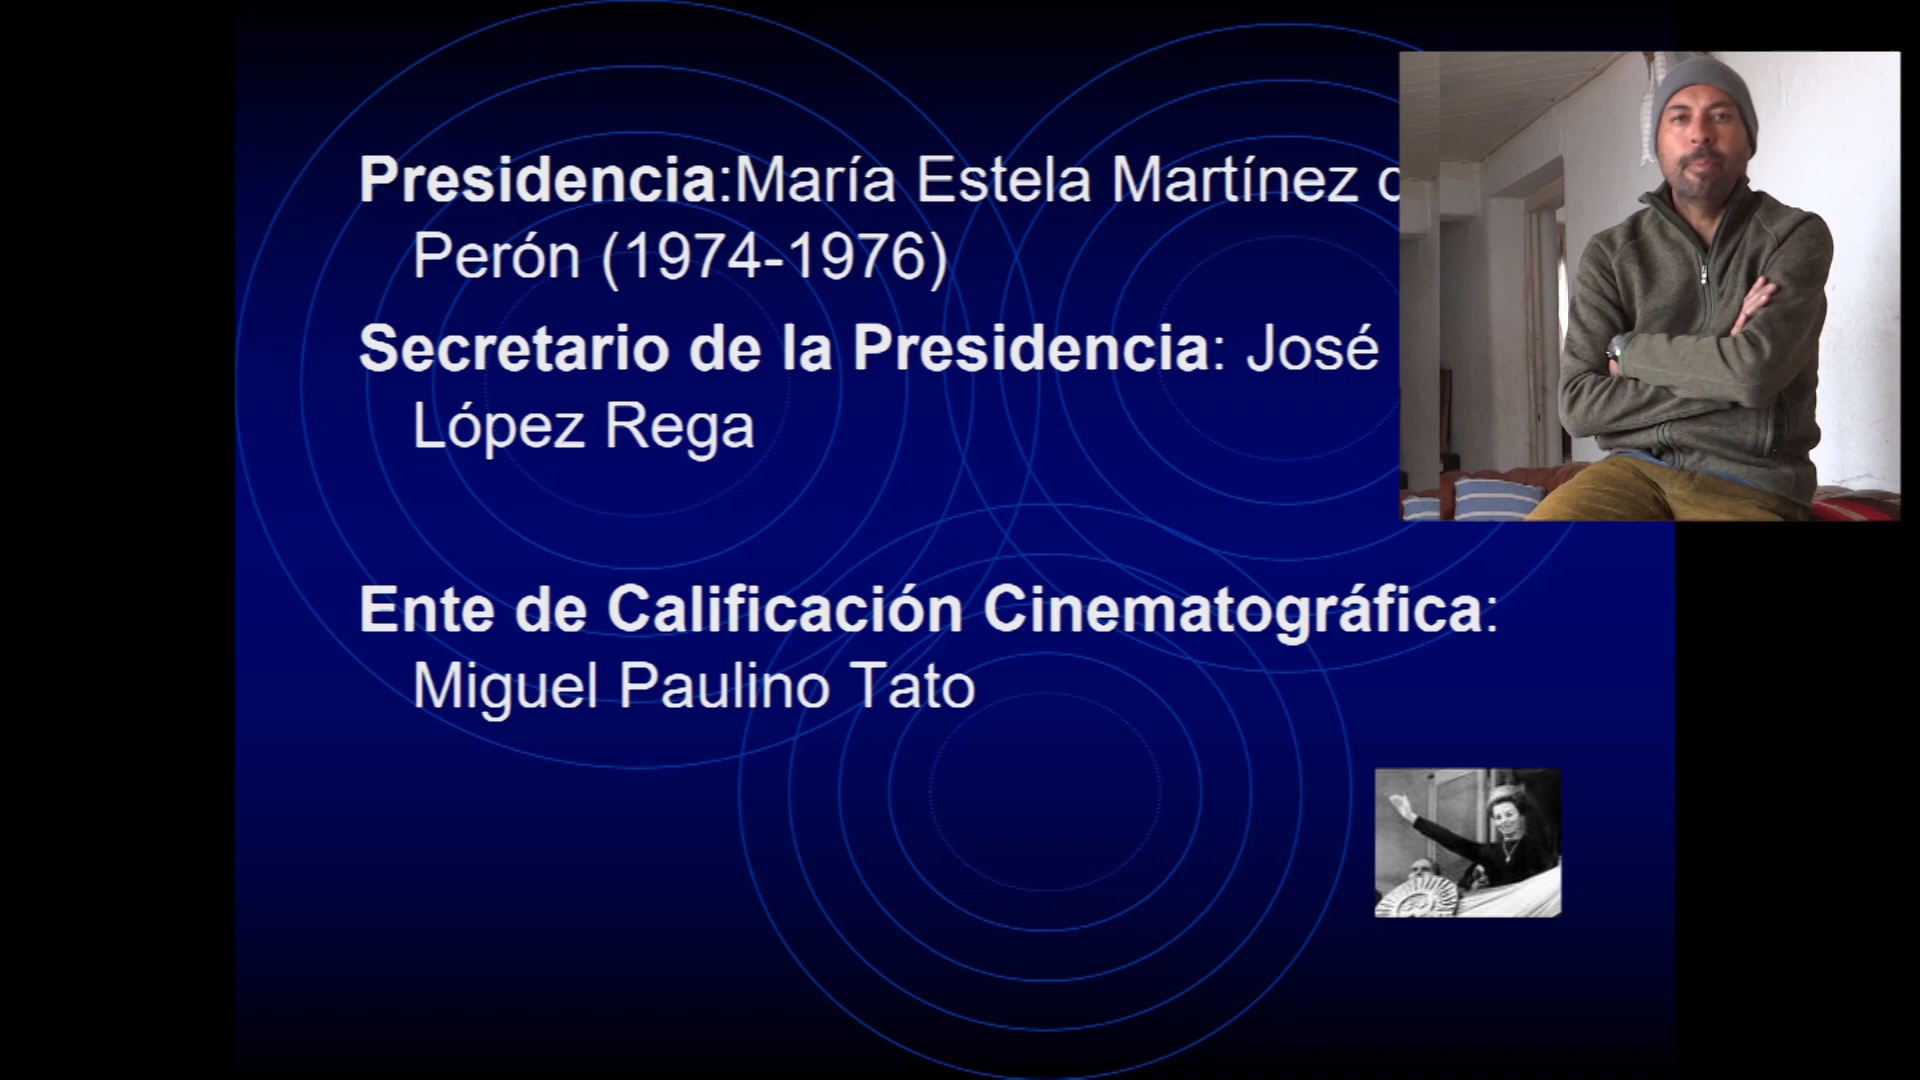 Presidencia:María Estela Martínez
Perón (1974-1976)
Secretario de la Presidencia: José
López Rega
Ente de Calificación Cinematográfica:
Miguel Paulino Tato